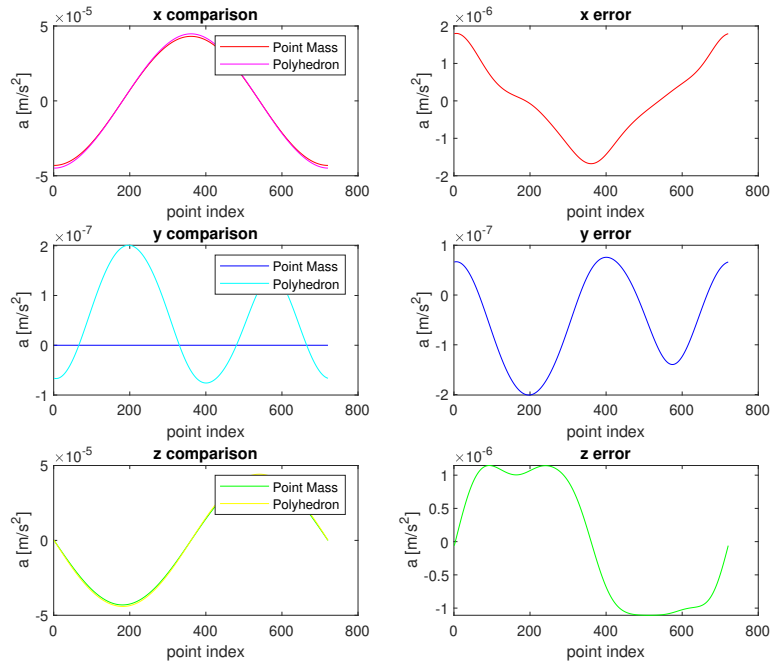 x comparison
×10⁻⁵
5
0
-5
a [m/s²]
0 200 400 600 800
point index
Point Mass
Polyhedron
x error
×10⁻⁶
2
1
0
-1
-2
a [m/s²]
0 200 400 600 800
point index
y comparison
×10⁻⁷
2
1
0
-1
a [m/s²]
0 200 400 600 800
point index
Point Mass
Polyhedron
y error
×10⁻⁷
1
0
-1
-2
a [m/s²]
0 200 400 600 800
point index
z comparison
×10⁻⁵
5
0
-5
a [m/s²]
0 200 400 600 800
point index
Point Mass
Polyhedron
z error
×10⁻⁶
1
0.5
0
-0.5
-1
a [m/s²]
0 200 400 600 800
point index